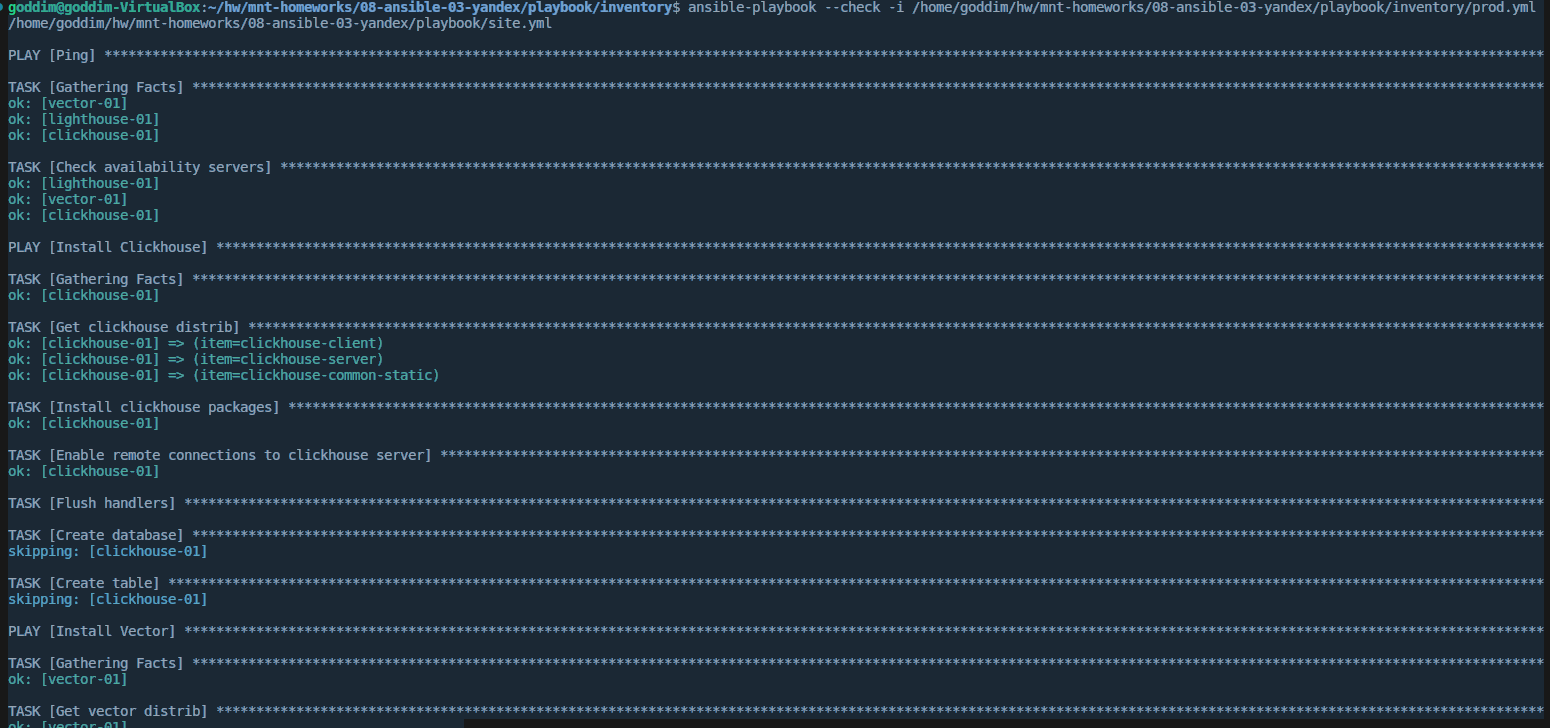 goddim@goddim-VirtualBox:~/hw/mnt-homeworks/08-ansible-03-yandex/playbook/inventory$ ansible-playbook --check -i /home/goddim/hw/mnt-homeworks/08-ansible-03-yandex/playbook/inventory/prod.yml
/home/goddim/hw/mnt-homeworks/08-ansible-03-yandex/playbook/site.yml
PLAY [Ping] ************************************************************************************************************************************************************************************
TASK [Gathering Facts] *************************************************************************************************************************************************************************
ok: [vector-01]
ok: [lighthouse-01]
ok: [clickhouse-01]
TASK [Check availability servers] **************************************************************************************************************************************************************
ok: [lighthouse-01]
ok: [vector-01]
ok: [clickhouse-01]
PLAY [Install Clickhouse] **********************************************************************************************************************************************************************
TASK [Gathering Facts] *************************************************************************************************************************************************************************
ok: [clickhouse-01]
TASK [Get clickhouse distrib] ******************************************************************************************************************************************************************
ok: [clickhouse-01] => (item=clickhouse-client)
ok: [clickhouse-01] => (item=clickhouse-server)
ok: [clickhouse-01] => (item=clickhouse-common-static)
TASK [Install clickhouse packages] *************************************************************************************************************************************************************
ok: [clickhouse-01]
TASK [Enable remote connections to clickhouse server] ******************************************************************************************************************************************
ok: [clickhouse-01]
TASK [Flush handlers] **************************************************************************************************************************************************************************
TASK [Create database] *************************************************************************************************************************************************************************
skipping: [clickhouse-01]
TASK [Create table] ****************************************************************************************************************************************************************************
skipping: [clickhouse-01]
PLAY [Install Vector] **************************************************************************************************************************************************************************
TASK [Gathering Facts] *************************************************************************************************************************************************************************
ok: [vector-01]
TASK [Get vector distrib] **********************************************************************************************************************************************************************
ok: [vector-01]